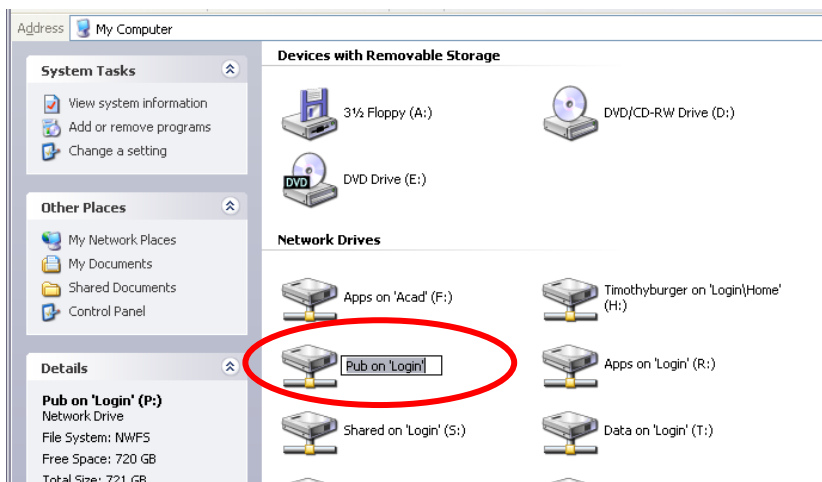 Address My Computer
System Tasks
View system information
Add or remove programs
Change a setting
Other Places
My Network Places
My Documents
Shared Documents
Control Panel
Details
Pub on 'Login' (P:)
Network Drive
File System: NWFS
Free Space: 720 GB
Total Size: 721 GB
Devices with Removable Storage
3½ Floppy (A:)
DVD/CD-RW Drive (D:)
DVD
DVD Drive (E:)
Network Drives
Apps on 'Acad' (F:)
Timothyburger on 'Login\Home'
(H:)
Pub on 'Login'
Apps on 'Login' (R:)
Shared on 'Login' (S:)
Data on 'Login' (T:)